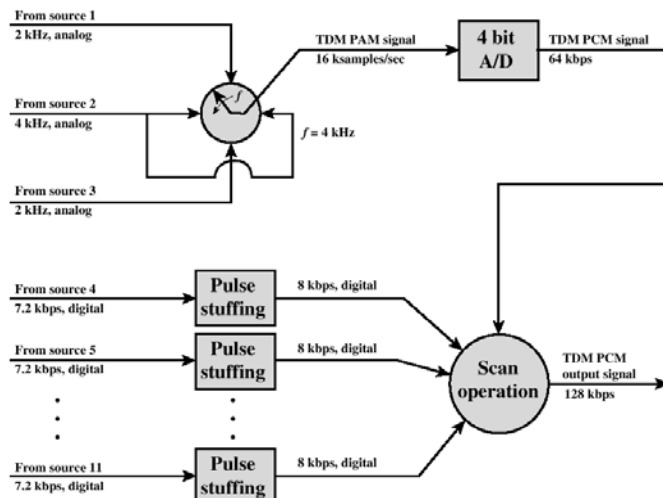 From source 1
2 kHz, analog
From source 2
4 kHz, analog
From source 3
2 kHz, analog
f
f = 4 kHz
TDM PAM signal
16 ksamples/sec
4 bit
A/D
TDM PCM signal
64 kbps
From source 4
7.2 kbps, digital
Pulse
stuffing
8 kbps, digital
From source 5
7.2 kbps, digital
Pulse
stuffing
8 kbps, digital
From source 11
7.2 kbps, digital
Pulse
stuffing
8 kbps, digital
Scan
operation
TDM PCM
output signal
128 kbps